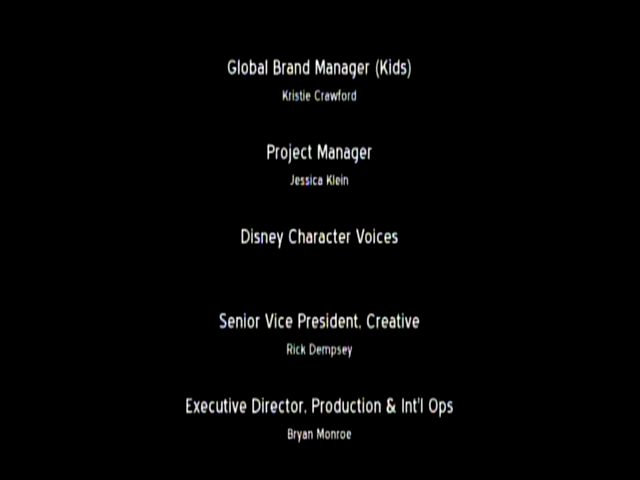 Global Brand Manager (Kids)
Kristie Crawford
Project Manager
Jessica Klein
Disney Character Voices
Senior Vice President, Creative
Rick Dempsey
Executive Director, Production & Int'l Ops
Bryan Monroe